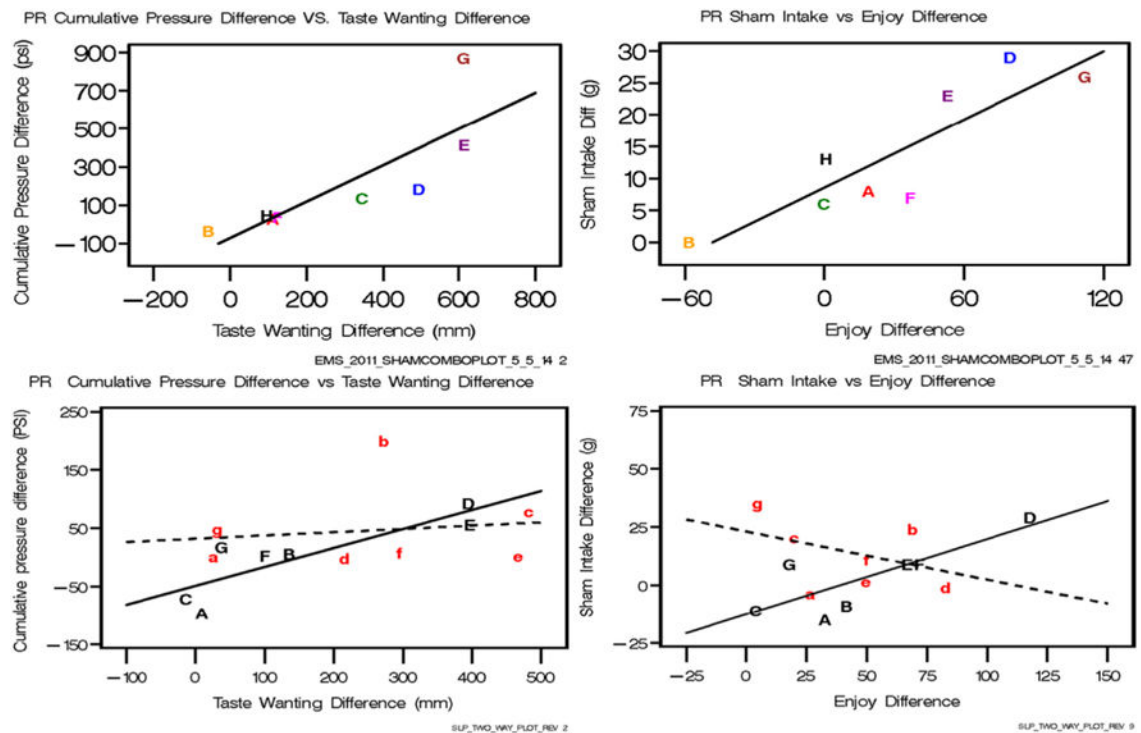 PR Cumulative Pressure Difference VS. Taste Wanting Difference
Cumulative Pressure Difference (psi)
900
700
500
300
100
−100
G
E
D
C
H
A
F
B
−200 0 200 400 600 800
Taste Wanting Difference (mm)
EMS_2011_SHAMCOMBOPLOT_5_5_14 2
PR Sham Intake vs Enjoy Difference
Sham Intake Diff (g)
30
25
20
15
10
5
0
D
G
E
H
A
F
C
B
−60 0 60 120
Enjoy Difference
EMS_2011_SHAMCOMBOPLOT_5_5_14 47
PR Cumulative Pressure Difference vs Taste Wanting Difference
Cumulative pressure difference (PSI)
250
150
50
−50
−150
b
D
c
E
g
G
a
F
B
d
f
e
C
A
−100 0 100 200 300 400 500
Taste Wanting Difference (mm)
SLP_TWO_WAY_PLOT_REV 2
PR Sham Intake vs Enjoy Difference
Sham Intake Difference (g)
75
50
25
0
−25
g
D
b
c
G
f
E F
e
a
d
C
B
A
−25 0 25 50 75 100 125 150
Enjoy Difference
SLP_TWO_WAY_PLOT_REV 9